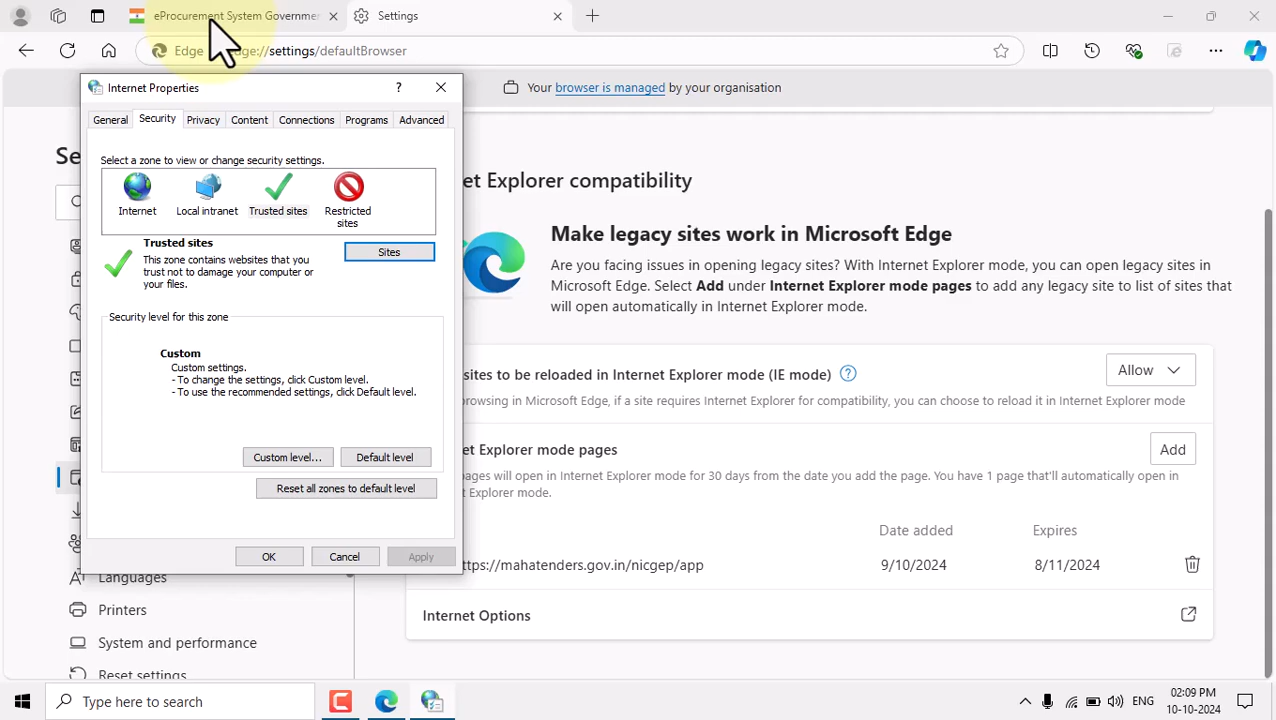 eProcurement System Governmen
Settings
Edge
ge://settings/defaultBrowser
Internet Properties
?
Your browser is managed by your organisation
General
Security
Privacy
Content
Connections
Programs
Advanced
Se
Select a zone to view or change security settings.
et Explorer compatibility
Internet
Local intranet
Trusted sites
Restricted
sites
Make legacy sites work in Microsoft Edge
Trusted sites
This zone contains websites that you
trust not to damage your computer or
your files.
Sites
Are you facing issues in opening legacy sites? With Internet Explorer mode, you can open legacy sites in
Microsoft Edge. Select Add under Internet Explorer mode pages to add any legacy site to list of sites that
will open automatically in Internet Explorer mode.
Security level for this zone
Custom
Custom settings.
- To change the settings, click Custom level.
- To use the recommended settings, click Default level.
sites to be reloaded in Internet Explorer mode (IE mode)
?
Allow
rowsing in Microsoft Edge, if a site requires Internet Explorer for compatibility, you can choose to reload it in Internet Explorer mode
Custom level...
Default level
Reset all zones to default level
et Explorer mode pages
Add
pages will open in Internet Explorer mode for 30 days from the date you add the page. You have 1 page that'll automatically open in
t Explorer mode.
Date added
Expires
OK
Cancel
Apply
ttps://mahatenders.gov.in/nicgep/app
9/10/2024
8/11/2024
Languages
Printers
Internet Options
System and performance
Reset settings
Type here to search
ENG
02:09 PM
10-10-2024